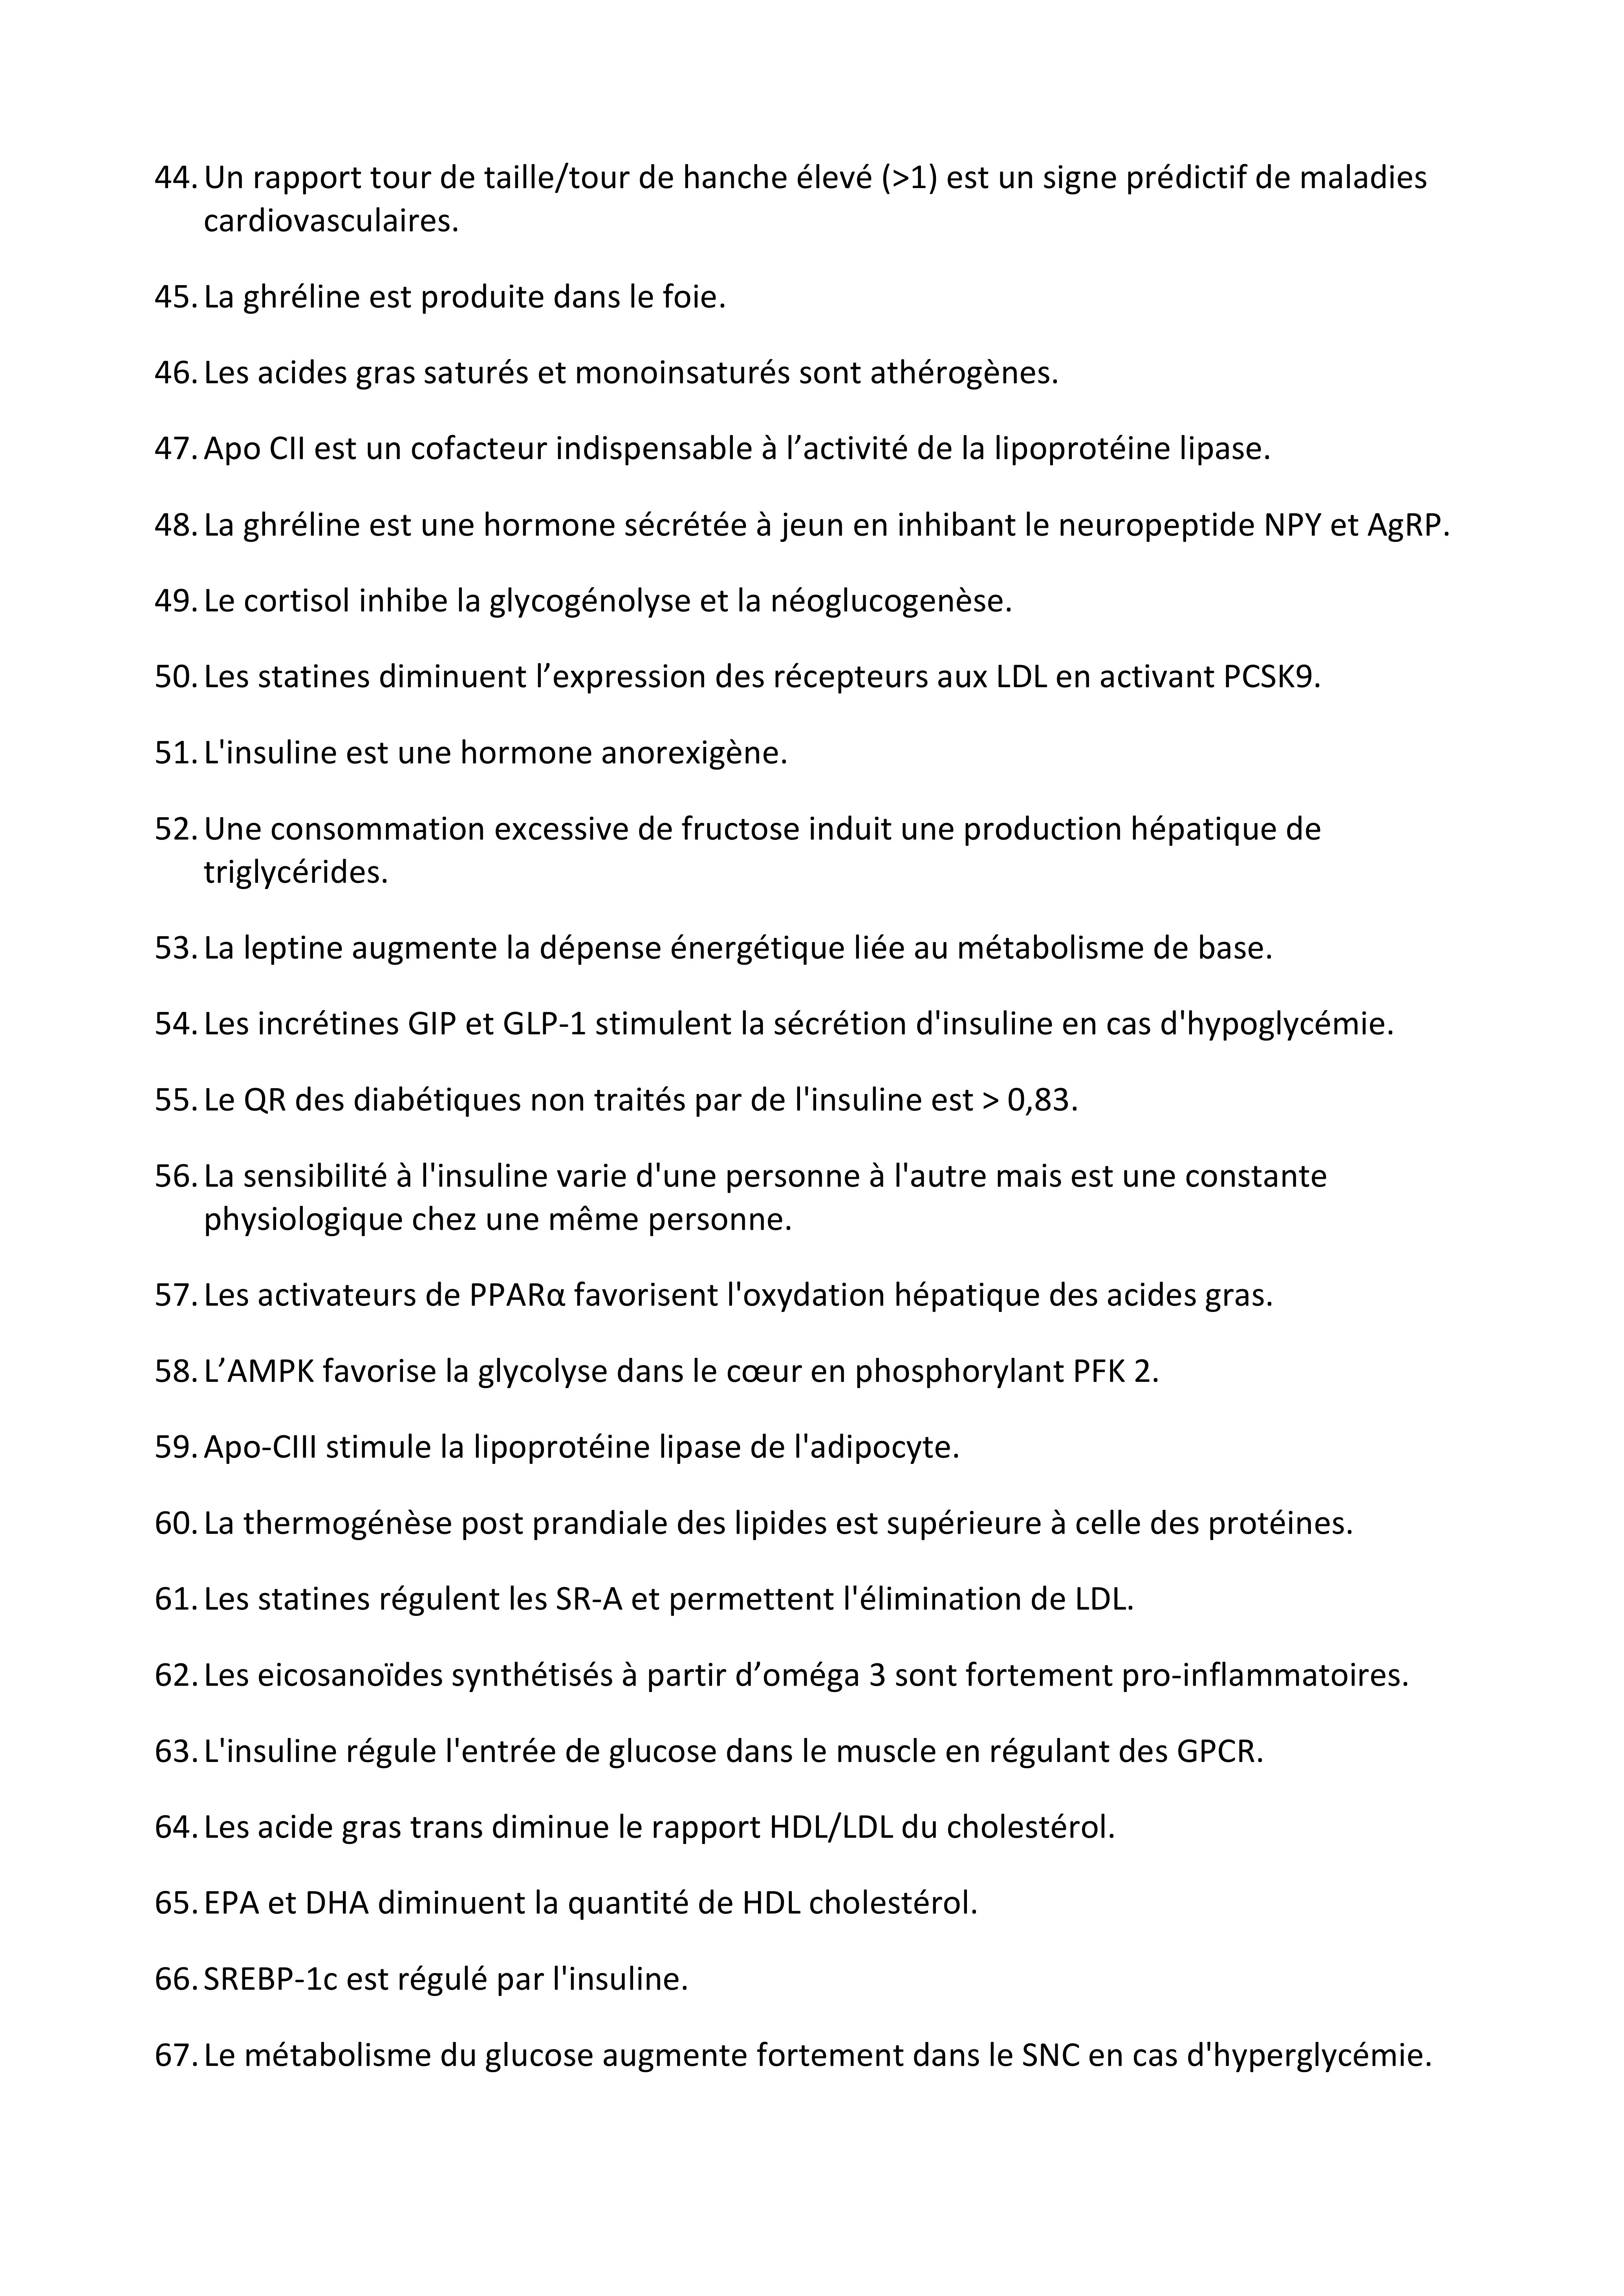 44. Un rapport tour de taille/tour de hanche élevé (>1) est un signe prédictif de maladies
cardiovasculaires.
45. La ghréline est produite dans le foie.
46. Les acides gras saturés et monoinsaturés sont athérogènes.
47. Apo CII est un cofacteur indispensable à l’activité de la lipoprotéine lipase.
48. La ghréline est une hormone sécrétée à jeun en inhibant le neuropeptide NPY et AgRP.
49. Le cortisol inhibe la glycogénolyse et la néoglucogenèse.
50. Les statines diminuent l’expression des récepteurs aux LDL en activant PCSK9.
51. L'insuline est une hormone anorexigène.
52. Une consommation excessive de fructose induit une production hépatique de
triglycérides.
53. La leptine augmente la dépense énergétique liée au métabolisme de base.
54. Les incrétines GIP et GLP-1 stimulent la sécrétion d'insuline en cas d'hypoglycémie.
55. Le QR des diabétiques non traités par de l'insuline est > 0,83.
56. La sensibilité à l'insuline varie d'une personne à l'autre mais est une constante
physiologique chez une même personne.
57. Les activateurs de PPARα favorisent l'oxydation hépatique des acides gras.
58. L’AMPK favorise la glycolyse dans le cœur en phosphorylant PFK 2.
59. Apo-CIII stimule la lipoprotéine lipase de l'adipocyte.
60. La thermogénèse post prandiale des lipides est supérieure à celle des protéines.
61. Les statines régulent les SR-A et permettent l'élimination de LDL.
62. Les eicosanoïdes synthétisés à partir d’oméga 3 sont fortement pro-inflammatoires.
63. L'insuline régule l'entrée de glucose dans le muscle en régulant des GPCR.
64. Les acide gras trans diminue le rapport HDL/LDL du cholestérol.
65. EPA et DHA diminuent la quantité de HDL cholestérol.
66. SREBP-1c est régulé par l'insuline.
67. Le métabolisme du glucose augmente fortement dans le SNC en cas d'hyperglycémie.